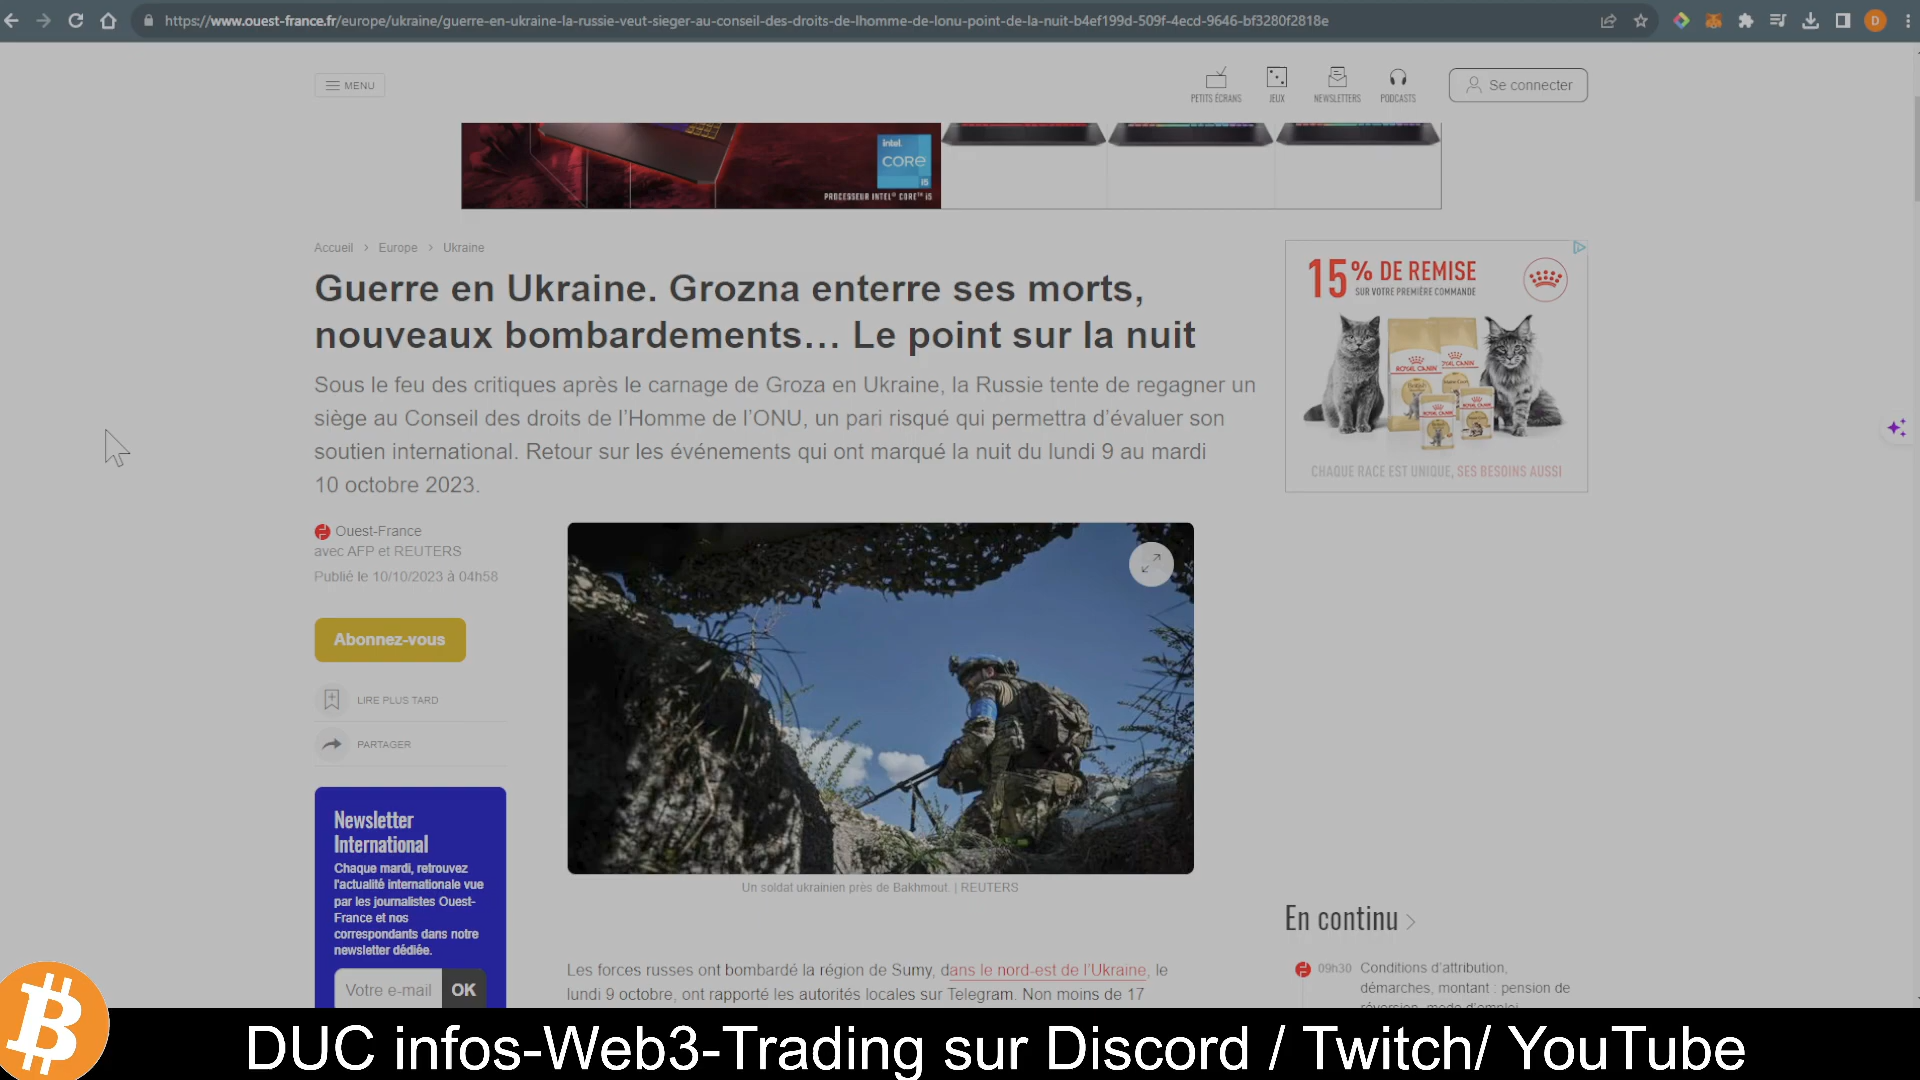 https://www.ouest-france.fr/europe/ukraine/guerre-en-ukraine-la-russie-veut-sieger-au-conseil-des-droits-de-lhomme-de-lonu-point-de-la-nuit-b4ef199d-509f-4ecd-9646-bf3280f2818e
D
MENU
PETITS ÉCRANS
JEUX
NEWSLETTERS
PODCASTS
Se connecter
intel.
CORE
i5
PROCESSEUR INTEL® CORE™ i5
Accueil > Europe > Ukraine
Guerre en Ukraine. Grozna enterre ses morts,
nouveaux bombardements… Le point sur la nuit
Sous le feu des critiques après le carnage de Groza en Ukraine, la Russie tente de regagner un
siège au Conseil des droits de l’Homme de l’ONU, un pari risqué qui permettra d’évaluer son
soutien international. Retour sur les événements qui ont marqué la nuit du lundi 9 au mardi
10 octobre 2023.
15% DE REMISE
SUR VOTRE PREMIÈRE COMMANDE
ROYAL CANIN
ROYAL CANIN
CHAQUE RACE EST UNIQUE, SES BESOINS AUSSI
Ouest-France
avec AFP et REUTERS
Publié le 10/10/2023 à 04h58
Abonnez-vous
LIRE PLUS TARD
PARTAGER
Newsletter
International
Chaque mardi, retrouvez
l'actualité internationale vue
par les journalistes Ouest-
France et nos
correspondants dans notre
newsletter dédiée.
Votre e-mail
OK
Un soldat ukrainien près de Bakhmout. | REUTERS
Les forces russes ont bombardé la région de Sumy, dans le nord-est de l’Ukraine, le
lundi 9 octobre, ont rapporté les autorités locales sur Telegram. Non moins de 17
En continu >
09h30 Conditions d’attribution,
démarches, montant : pension de
réversion, mode d'emploi
DUC infos-Web3-Trading sur Discord / Twitch/ YouTube